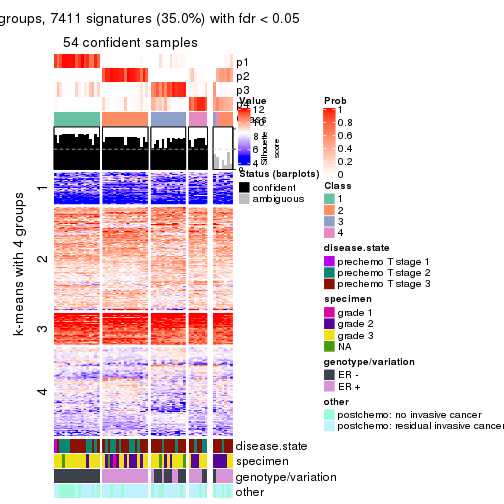 groups, 7411 signatures (35.0%) with fdr < 0.05
54 confident samples
p1
p2
p3
p4
Class
Silhouette
score
k-means with 4 groups
1
2
3
4
disease.state
specimen
genotype/variation
other
Value
12
10
8
6
4
Status (barplots)
confident
ambiguous
Prob
1
0.8
0.6
0.4
0.2
0
Class
1
2
3
4
disease.state
prechemo T stage 1
prechemo T stage 2
prechemo T stage 3
specimen
grade 1
grade 2
grade 3
NA
genotype/variation
ER -
ER +
other
postchemo: no invasive cancer
postchemo: residual invasive cancer